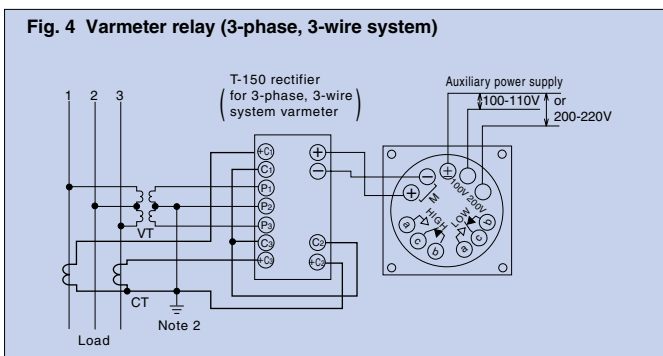 Fig. 4 Varmeter relay (3-phase, 3-wire system)
1 2 3
T-150 rectifier
(for 3-phase, 3-wire)
system varmeter
Auxiliary power supply
100-110V or
200-220V
+C1
C1
P1
P2
P3
C3
+C3
+
−
C2
+C2
VT
CT
Note 2
Load
− + 100V 200V
+ M
HIGH LOW
a c b a c b